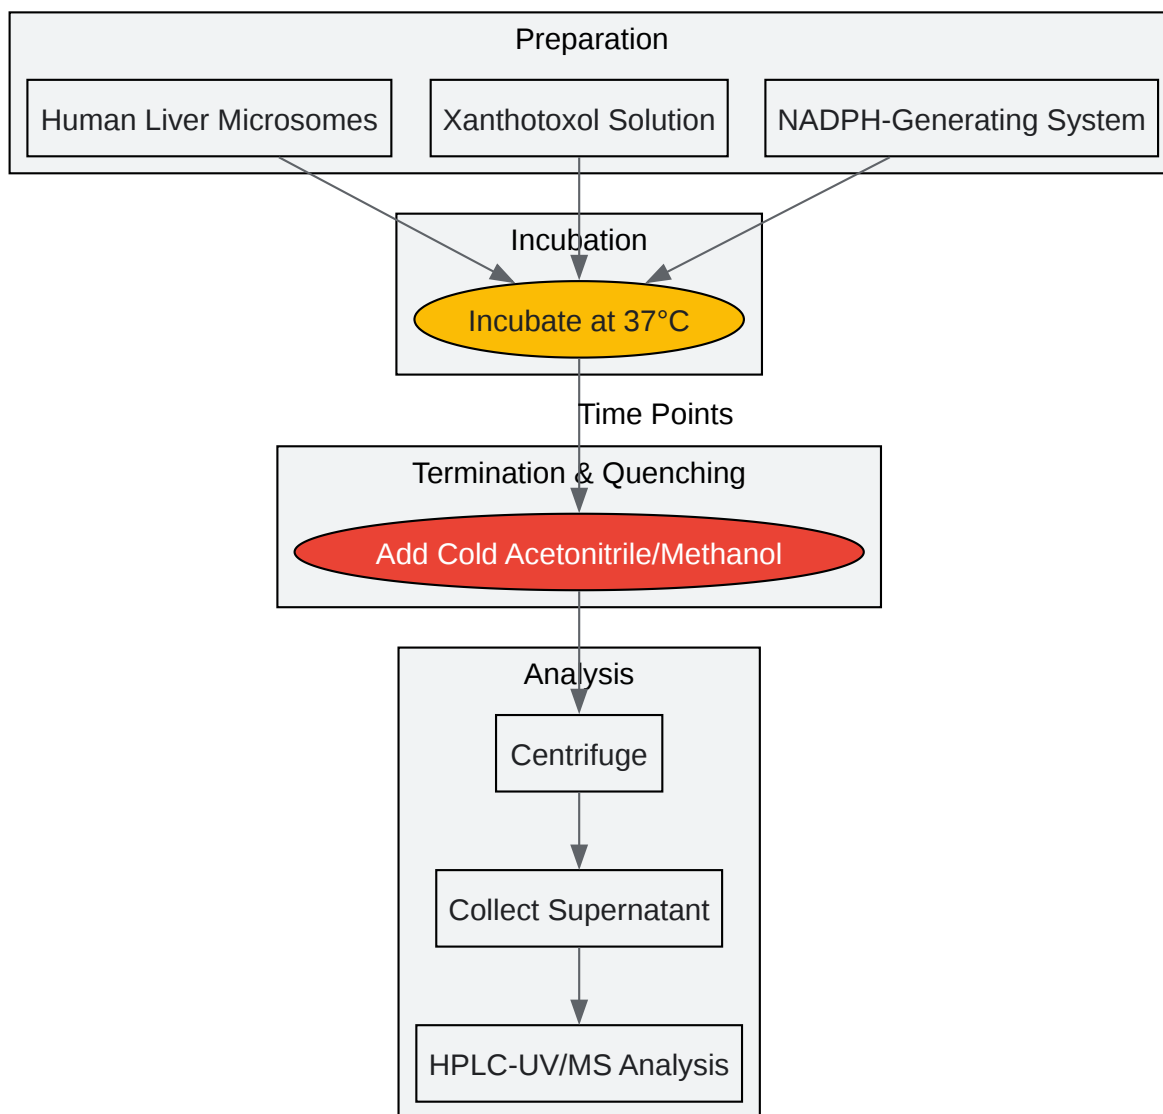 Preparation
Human Liver Microsomes
Xanthotoxol Solution
NADPH-Generating System
Incubation
Incubate at 37°C
Time Points
Termination & Quenching
Add Cold Acetonitrile/Methanol
Analysis
Centrifuge
Collect Supernatant
HPLC-UV/MS Analysis